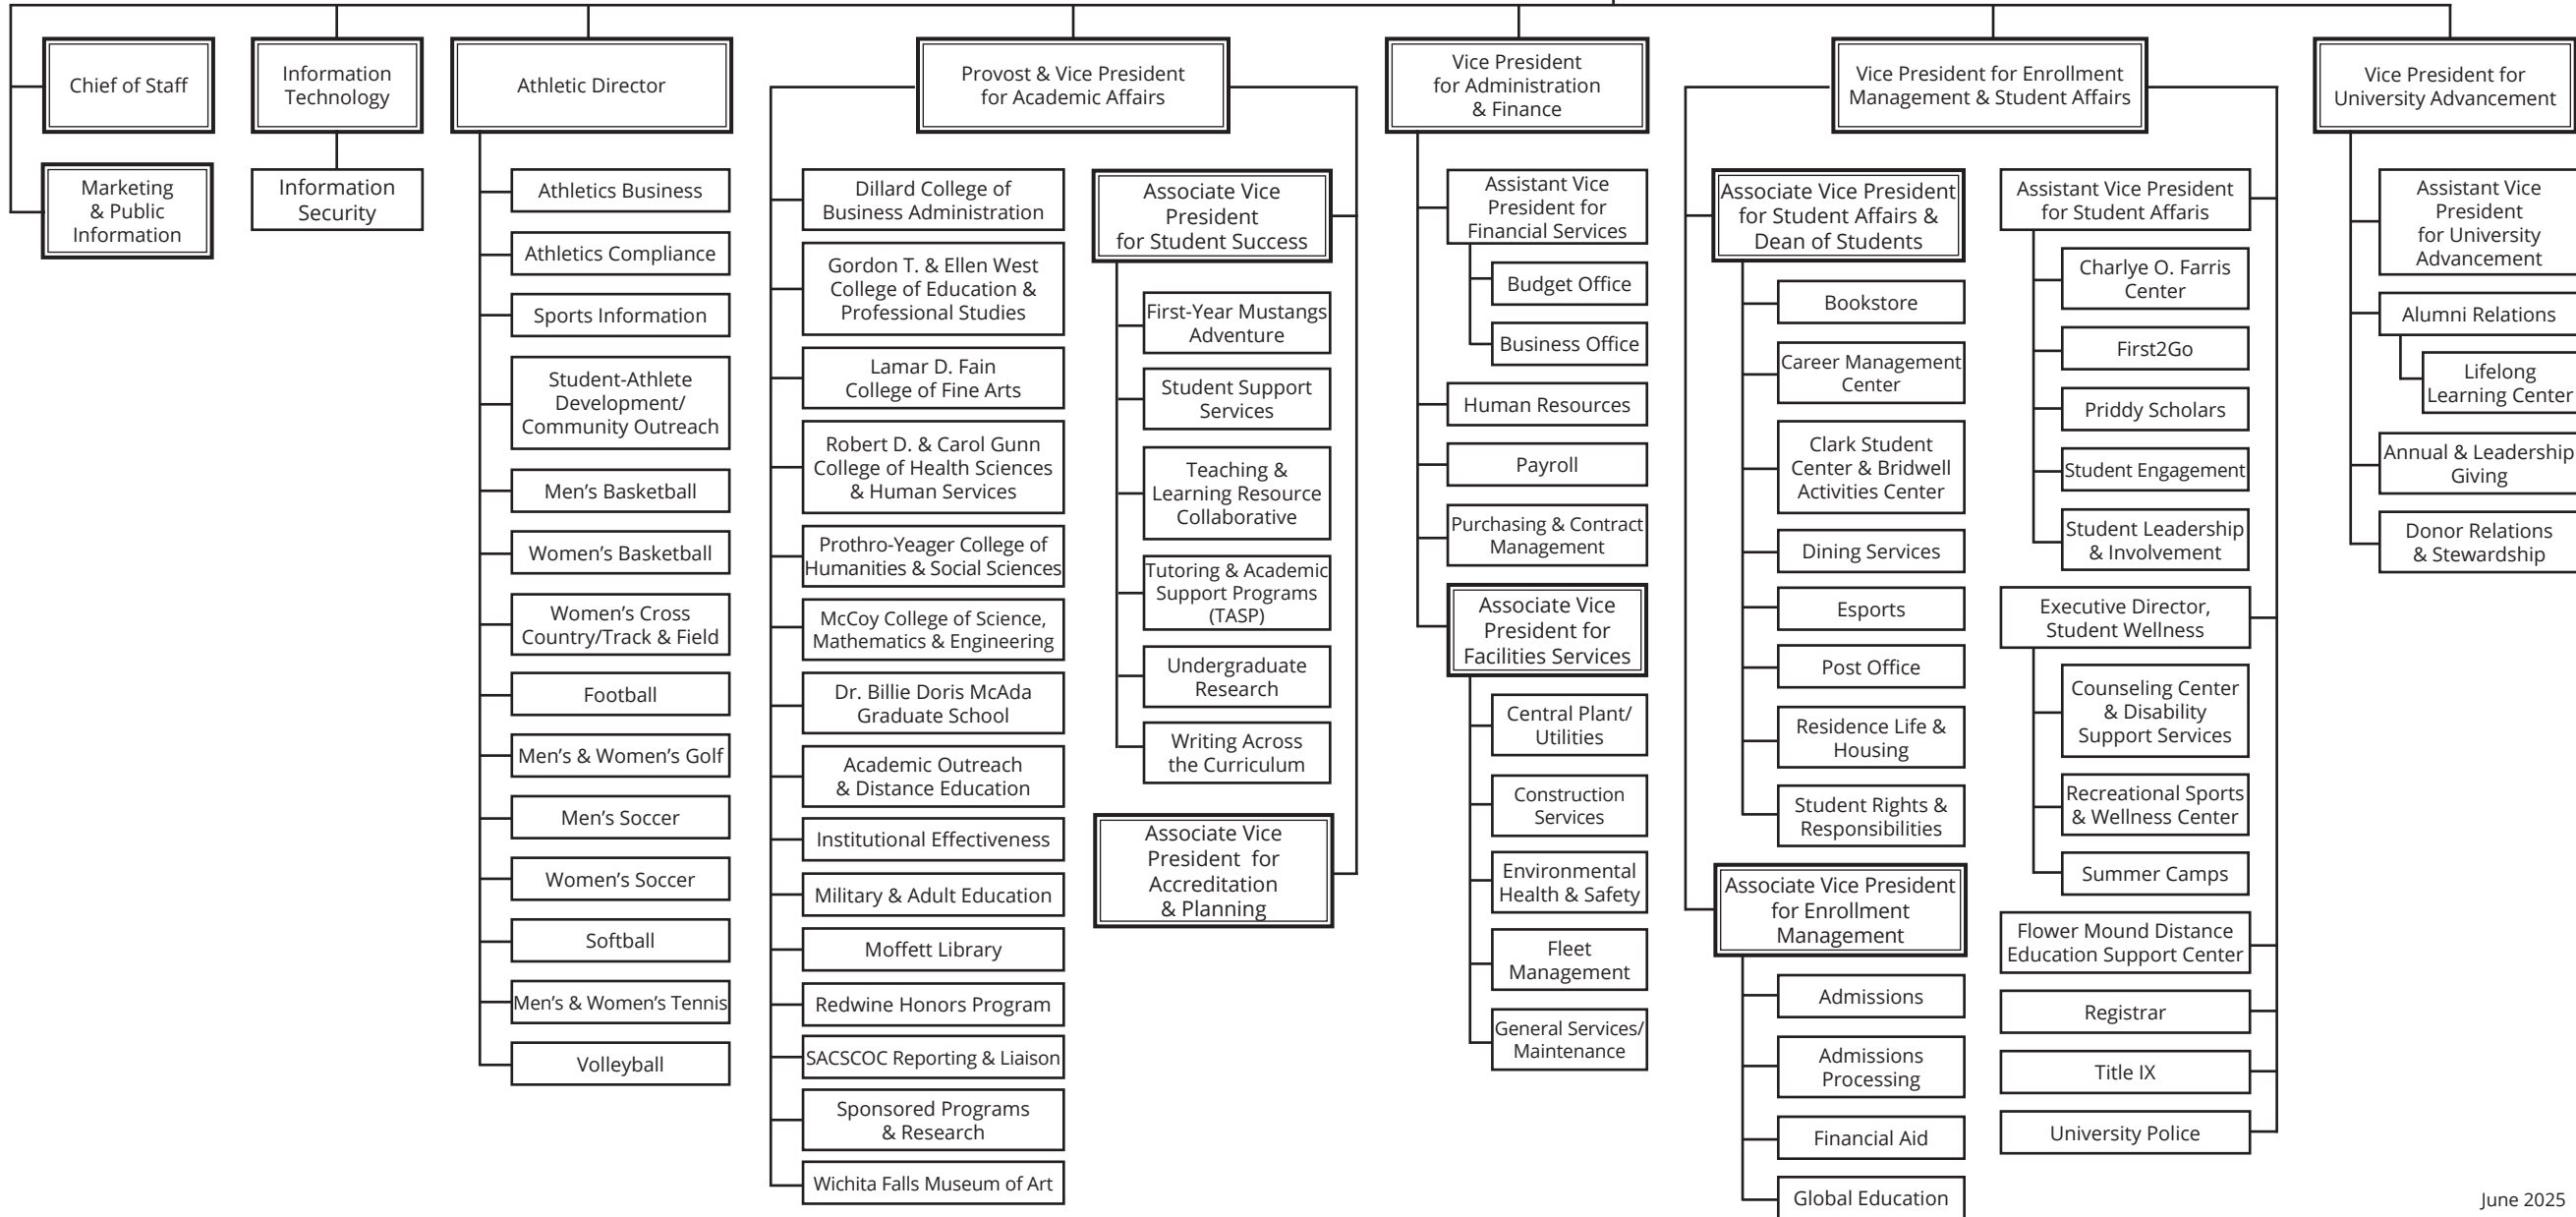 Chief of Staff
Marketing
& Public
Information
Information
Technology
Information
Security
Athletic Director
Athletics Business
Athletics Compliance
Sports Information
Student-Athlete
Development/
Community Outreach
Men’s Basketball
Women’s Basketball
Women’s Cross
Country/Track & Field
Football
Men’s & Women’s Golf
Men’s Soccer
Women’s Soccer
Softball
Men’s & Women’s Tennis
Volleyball
Provost & Vice President
for Academic Affairs
Dillard College of
Business Administration
Gordon T. & Ellen West
College of Education &
Professional Studies
Lamar D. Fain
College of Fine Arts
Robert D. & Carol Gunn
College of Health Sciences
& Human Services
Prothro-Yeager College of
Humanities & Social Sciences
McCoy College of Science,
Mathematics & Engineering
Dr. Billie Doris McAda
Graduate School
Academic Outreach
& Distance Education
Institutional Effectiveness
Military & Adult Education
Moffett Library
Redwine Honors Program
SACSCOC Reporting & Liaison
Sponsored Programs
& Research
Wichita Falls Museum of Art
Associate Vice
President
for Student Success
First-Year Mustangs
Adventure
Student Support
Services
Teaching &
Learning Resource
Collaborative
Tutoring & Academic
Support Programs
(TASP)
Undergraduate
Research
Writing Across
the Curriculum
Associate Vice
President for
Accreditation
& Planning
Vice President
for Administration
& Finance
Assistant Vice
President for
Financial Services
Budget Office
Business Office
Human Resources
Payroll
Purchasing & Contract
Management
Associate Vice
President for
Facilities Services
Central Plant/
Utilities
Construction
Services
Environmental
Health & Safety
Fleet
Management
General Services/
Maintenance
Vice President for Enrollment
Management & Student Affairs
Associate Vice President
for Student Affairs &
Dean of Students
Bookstore
Career Management
Center
Clark Student
Center & Bridwell
Activities Center
Dining Services
Esports
Post Office
Residence Life &
Housing
Student Rights &
Responsibilities
Associate Vice President
for Enrollment
Management
Admissions
Admissions
Processing
Financial Aid
Global Education
Assistant Vice President
for Student Affaris
Charlye O. Farris
Center
First2Go
Priddy Scholars
Student Engagement
Student Leadership
& Involvement
Executive Director,
Student Wellness
Counseling Center
& Disability
Support Services
Recreational Sports
& Wellness Center
Summer Camps
Flower Mound Distance
Education Support Center
Registrar
Title IX
University Police
Vice President for
University Advancement
Assistant Vice
President
for University
Advancement
Alumni Relations
Lifelong
Learning Center
Annual & Leadership
Giving
Donor Relations
& Stewardship
June 2025